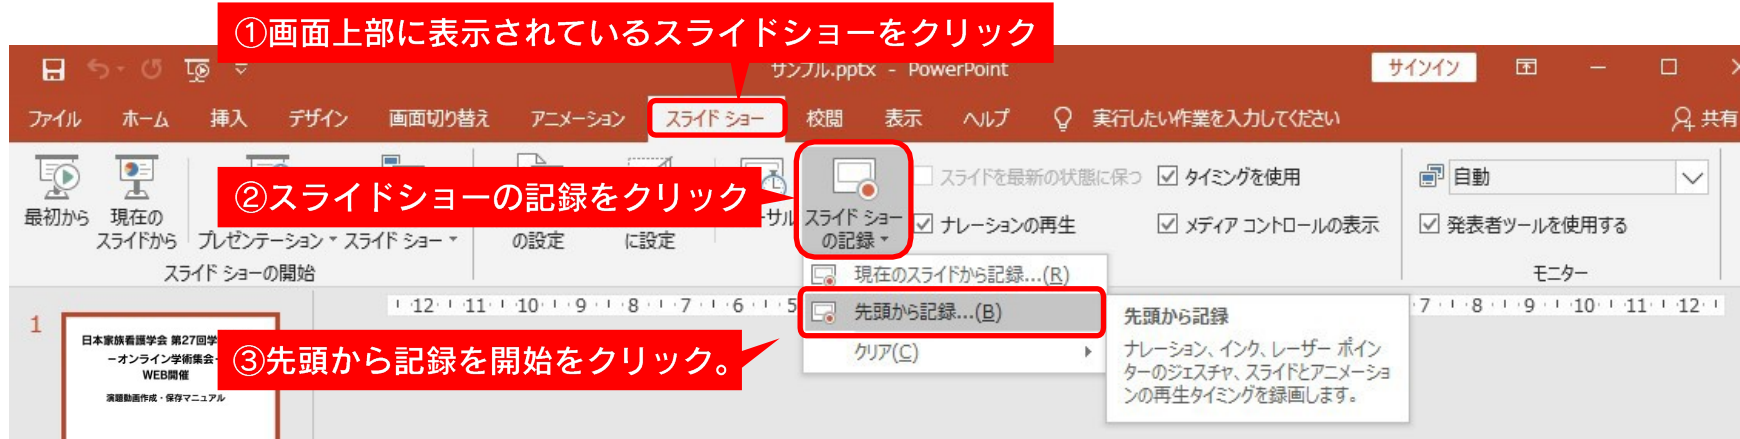 ①画面上部に表示されているスライドショーをクリック
サンプル.pptx - PowerPoint
サインイン
ファイル ホーム 挿入 デザイン 画面切り替え アニメーション スライド ショー 校閲 表示 ヘルプ 実行したい作業を入力してください 共有
②スライドショーの記録をクリック
最初から
現在の
スライドから
プレゼンテーション
スライド ショー
の設定
に設定
ーサル
スライド ショー
の記録
スライドを最新の状態に保つ
ナレーションの再生
タイミングを使用
メディア コントロールの表示
自動
発表者ツールを使用する
スライド ショーの開始
モニター
現在のスライドから記録...(R)
先頭から記録...(B)
クリア(C)
12 11 10 9 8 7 6 5
7 8 9 10 11 12
先頭から記録
ナレーション、インク、レーザー ポイン
ターのジェスチャ、スライドとアニメーショ
ンの再生タイミングを録画します。
③先頭から記録を開始をクリック。
1
日本家族看護学会 第27回学
－オンライン学術集会
WEB開催
演題動画作成・保存マニュアル